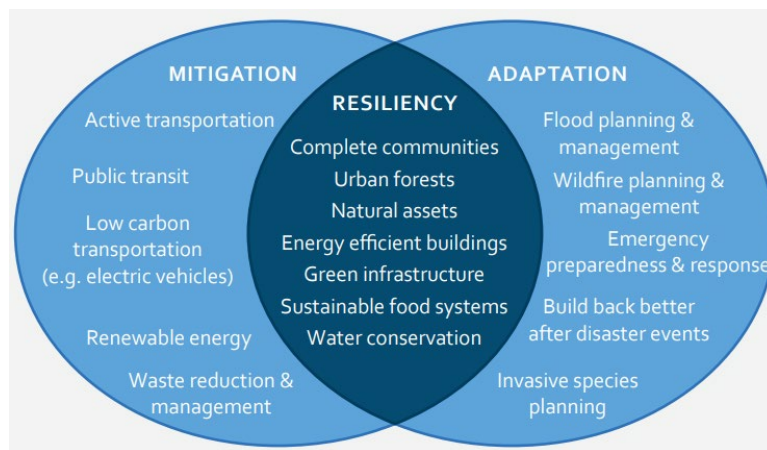 MITIGATION
Active transportation
Public transit
Low carbon
transportation
(e.g. electric vehicles)
Renewable energy
Waste reduction &
management
RESILIENCY
Complete communities
Urban forests
Natural assets
Energy efficient buildings
Green infrastructure
Sustainable food systems
Water conservation
ADAPTATION
Flood planning &
management
Wildfire planning &
management
Emergency
preparedness & response
Build back better
after disaster events
Invasive species
planning